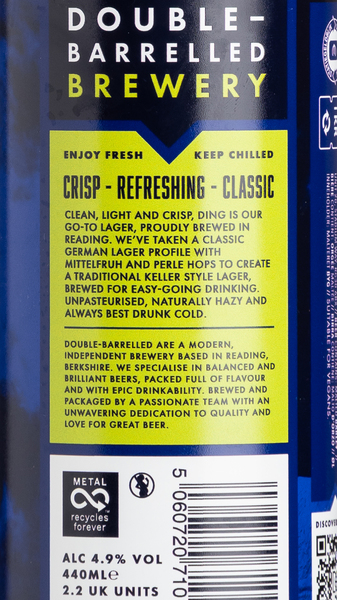 DOUBLE-
BARRELLED
BREWERY
ENJOY FRESH KEEP CHILLED
CRISP - REFRESHING - CLASSIC
CLEAN, LIGHT AND CRISP, DING IS OUR
GO-TO LAGER, PROUDLY BREWED IN
READING. WE'VE TAKEN A CLASSIC
GERMAN LAGER PROFILE WITH
MITTELFRUH AND PERLE HOPS TO CREATE
A TRADITIONAL KELLER STYLE LAGER,
BREWED FOR EASY-GOING DRINKING.
UNPASTEURISED, NATURALLY HAZY AND
ALWAYS BEST DRUNK COLD.
DOUBLE-BARRELLED ARE A MODERN,
INDEPENDENT BREWERY BASED IN READING,
BERKSHIRE. WE SPECIALISE IN BALANCED AND
BRILLIANT BEERS, PACKED FULL OF FLAVOUR
AND WITH EPIC DRINKABILITY. BREWED AND
PACKAGED BY A PASSIONATE TEAM WITH AN
UNWAVERING DEDICATION TO QUALITY AND
LOVE FOR GREAT BEER.
METAL
recycles
forever
ALC 4.9% VOL
440ML℮
2.2 UK UNITS
5 060720 1710
SUITABLE FOR VEGANS.